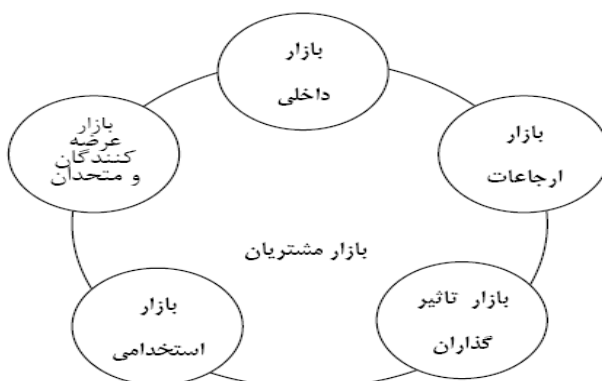 بازار
داخلی
بازار
ارجاعات
بازار
عرضه
کنندگان
و متحدان
بازار مشتریان
بازار تاثیر
گذاران
بازار
استخدامی